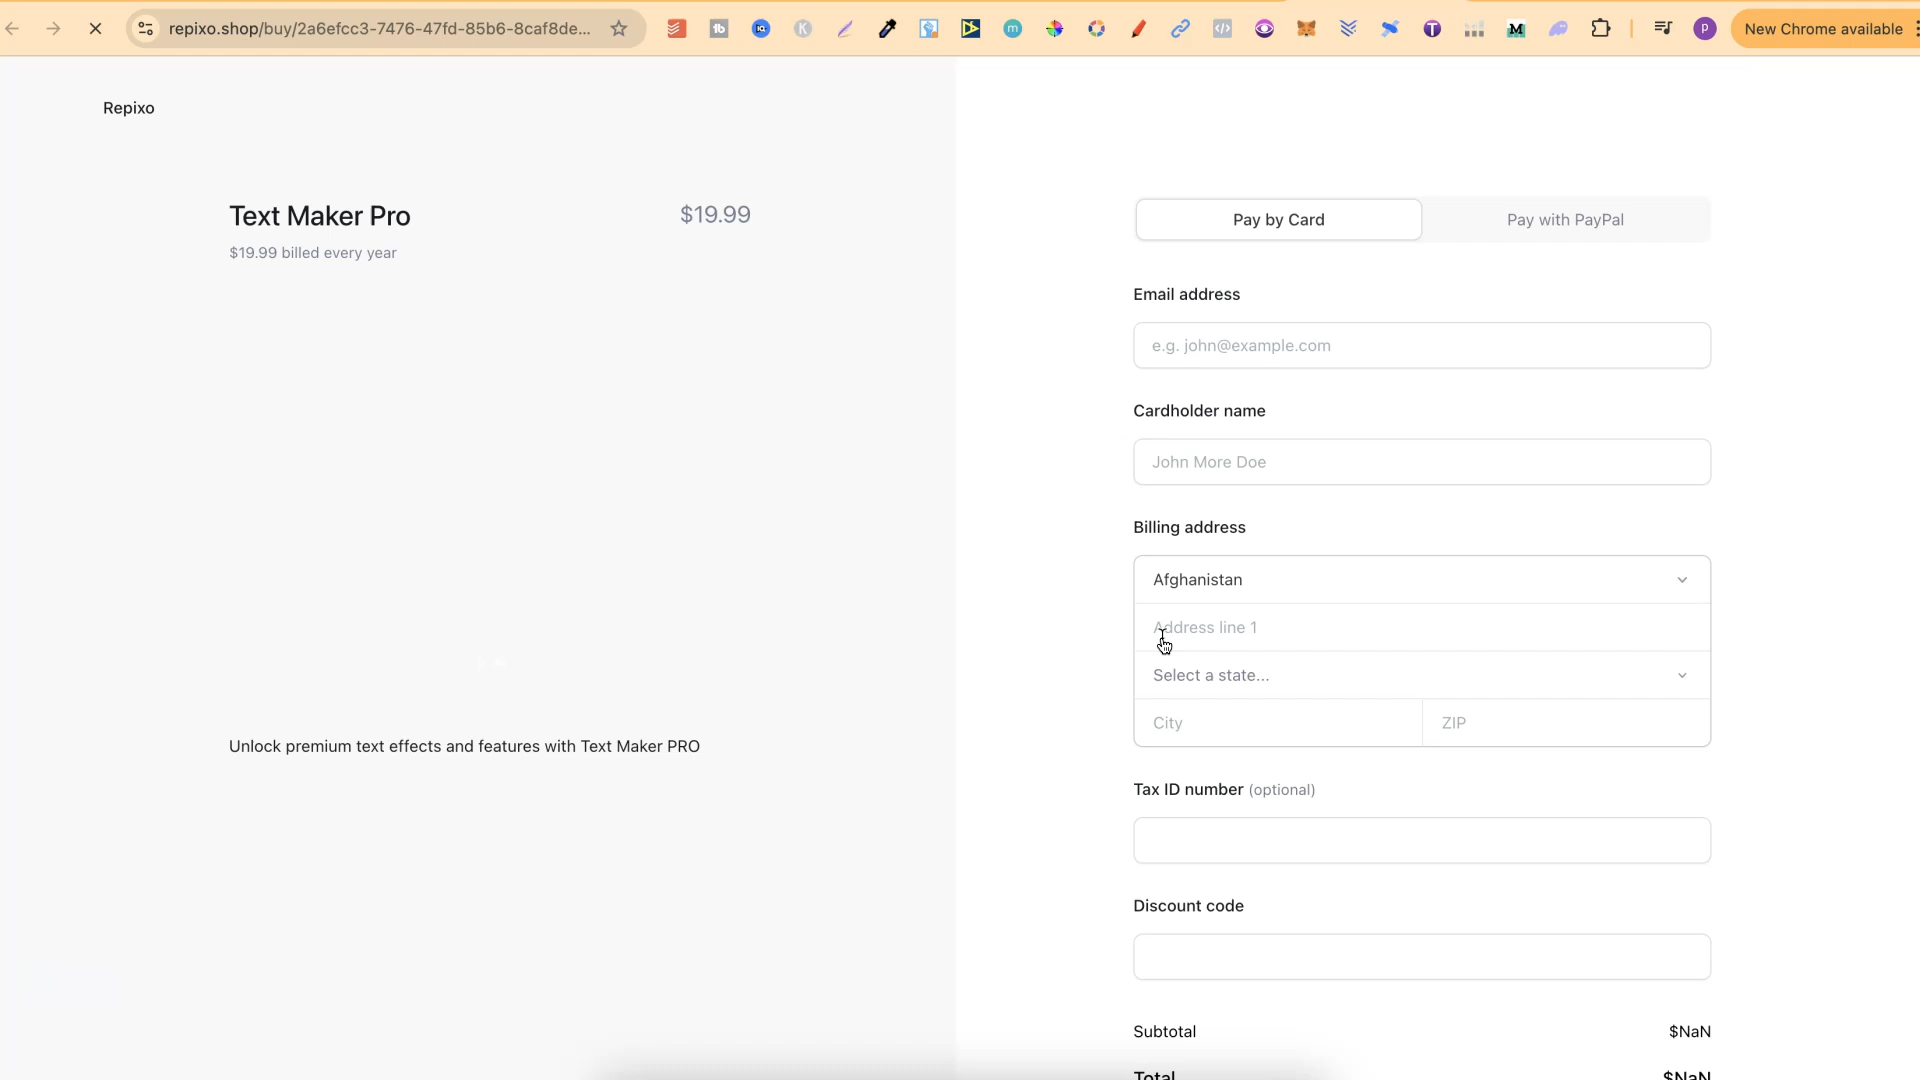 repixo.shop/buy/2a6efcc3-7476-47fd-85b6-8caf8de...
New Chrome available
Repixo
Text Maker Pro
$19.99
$19.99 billed every year
Unlock premium text effects and features with Text Maker PRO
Pay by Card
Pay with PayPal
Email address
e.g. john@example.com
Cardholder name
John More Doe
Billing address
Afghanistan
Address line 1
Select a state...
City
ZIP
Tax ID number (optional)
Discount code
Subtotal
$NaN
Total
$NaN